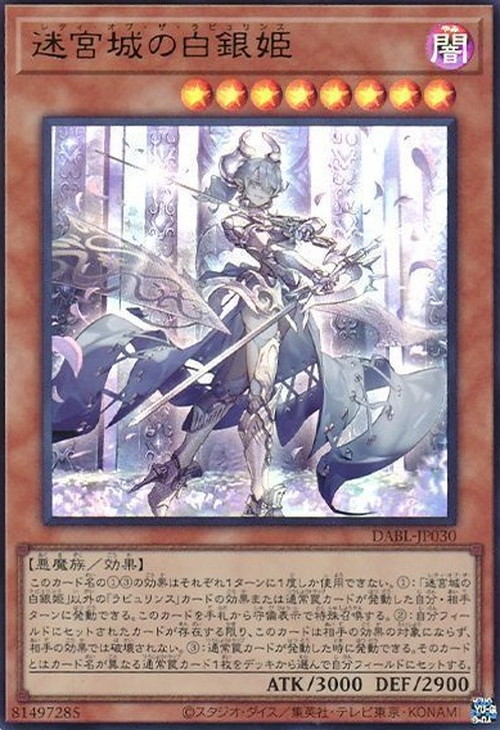 レディ・オブ・ザ・ラビュリンス
迷宮城の白銀姫
闇
DABL-JP030
【悪魔族/効果】
このカード名の①③の効果はそれぞれ1ターンに1度しか使用できない。①:「迷宮城の
白銀姫」以外の「ラビュリンス」カードの効果または通常罠カードが発動した自分・相手
ターンに発動できる。このカードを手札から守備表示で特殊召喚する。②:自分フィ
ールドにセットされたカードが存在する限り、このカードは相手の効果の対象にならず、
相手の効果では破壊されない。③:通常罠カードが発動した時に発動できる。そのカー
ドとはカード名が異なる通常罠カード1枚をデッキから選んで自分フィールドにセットする。
ATK/3000 DEF/2900
81497285
©スタジオ・ダイス/集英社・テレビ東京・KONAMI